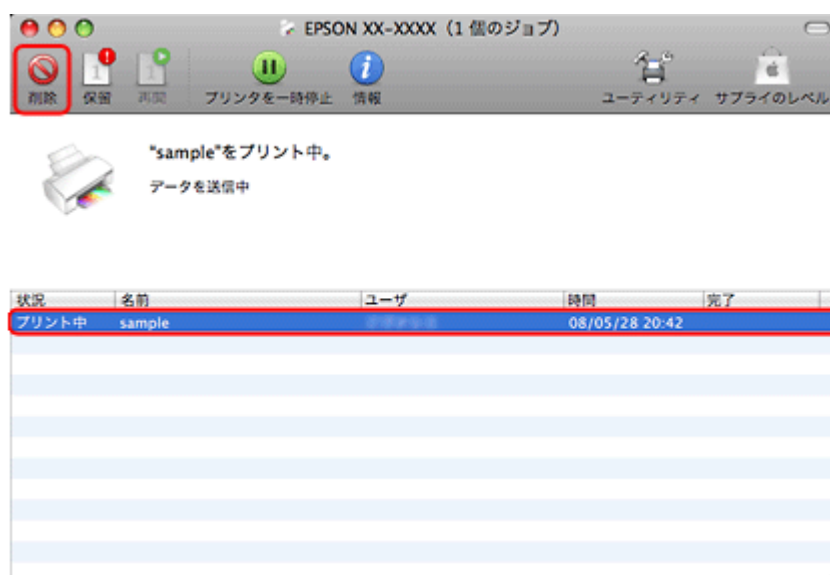 EPSON XX-XXXX（1 個のジョブ）
削除 保留 再開 プリンタを一時停止 情報 ユーティリティ サプライのレベル
"sample"をプリント中。
データを送信中
状況 名前 ユーザ 時間 完了
プリント中 sample 08/05/28 20:42